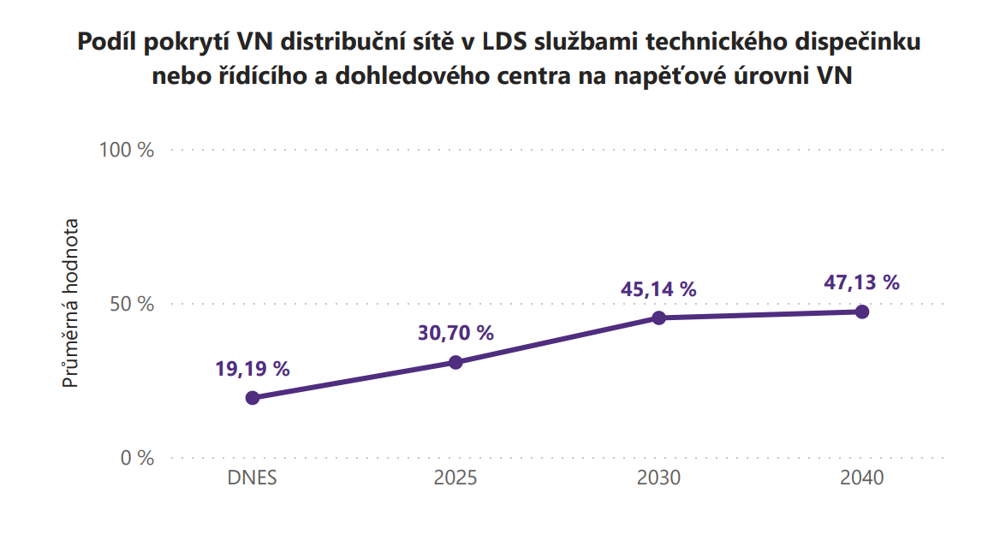 Podíl pokrytí VN distribuční sítě v LDS službami technického dispečinku
nebo řídícího a dohledového centra na napěťové úrovni VN
100 %
50 %
0 %
Průměrná hodnota
19,19 %
30,70 %
45,14 %
47,13 %
DNES
2025
2030
2040